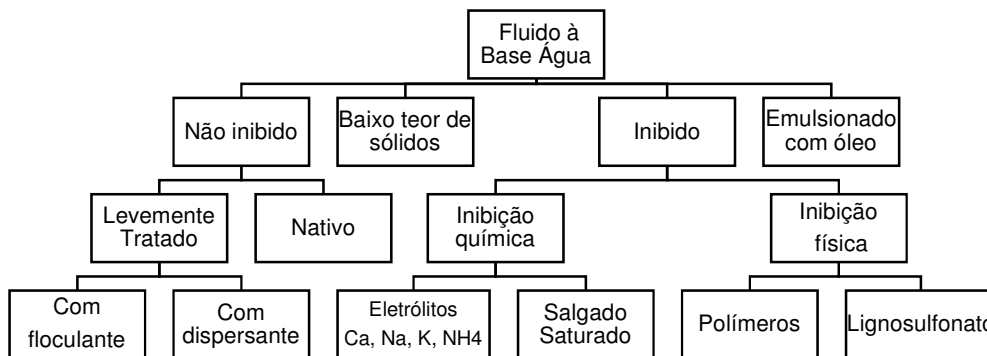 Fluido à
Base Água
Não inibido
Baixo teor de
sólidos
Inibido
Emulsionado
com óleo
Levemente
Tratado
Nativo
Inibição
química
Inibição
física
Com
floculante
Com
dispersante
Eletrólitos
Ca, Na, K, NH4
Salgado
Saturado
Polímeros
Lignosulfonato